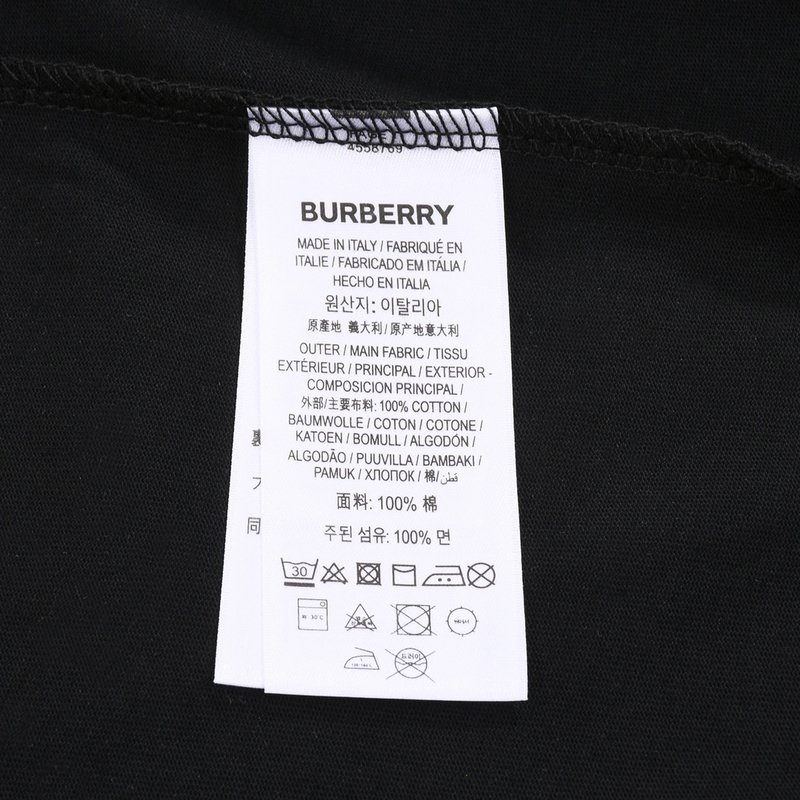 4558769
BURBERRY
MADE IN ITALY / FABRIQUÉ EN
ITALIE / FABRICADO EM ITÁLIA /
HECHO EN ITALIA
원산지: 이탈리아
原產地 義大利 / 原产地意大利
OUTER / MAIN FABRIC / TISSU
EXTÉRIEUR / PRINCIPAL / EXTERIOR -
COMPOSICION PRINCIPAL /
外部/主要布料: 100% COTTON /
BAUMWOLLE / COTON / COTONE /
KATOEN / BOMULL / ALGODÓN /
ALGODÃO / PUUVILLA / BAMBAKI /
PAMUK / ХЛОПОК / 棉/ قطن
面料: 100% 棉
주된 섬유: 100% 면
同
30
30°C